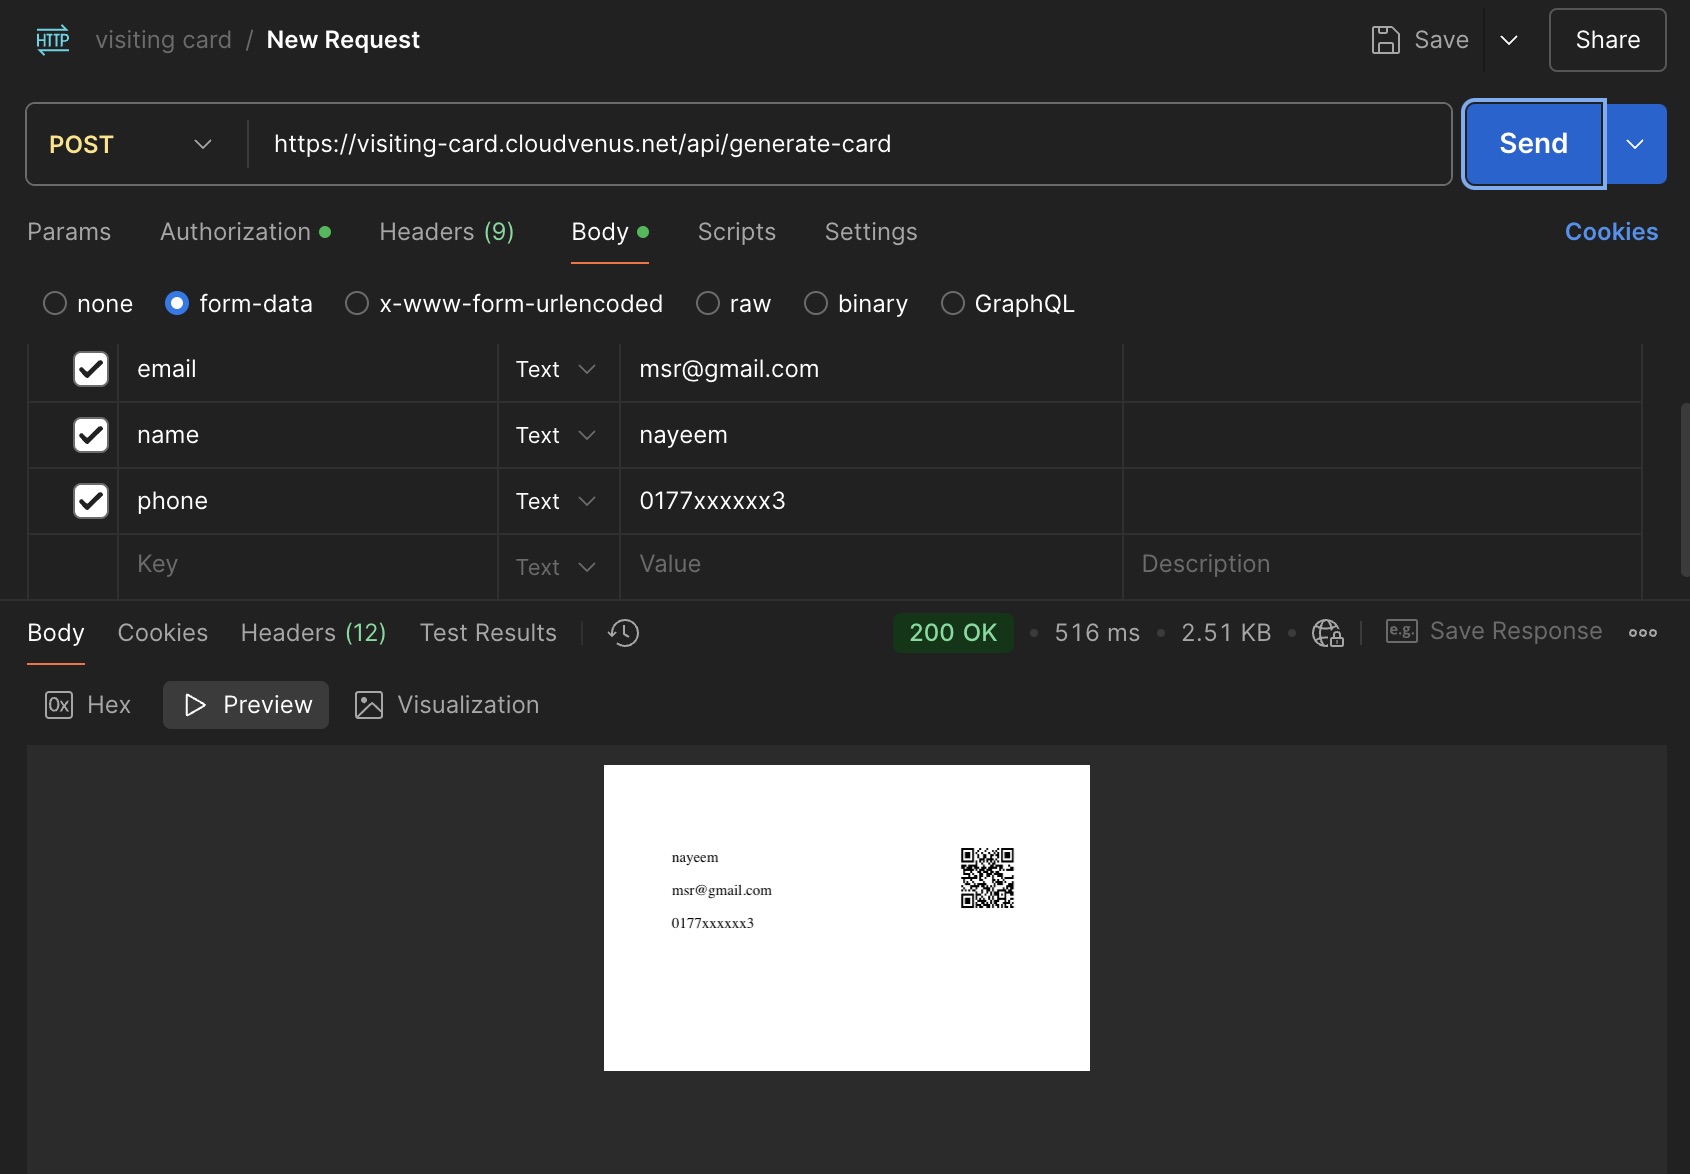 HTTP visiting card / New Request Save Share
POST https://visiting-card.cloudvenus.net/api/generate-card Send
Params Authorization Headers (9) Body Scripts Settings Cookies
none form-data x-www-form-urlencoded raw binary GraphQL
email Text msr@gmail.com
name Text nayeem
phone Text 0177xxxxxx3
Key Text Value Description
Body Cookies Headers (12) Test Results 200 OK • 516 ms • 2.51 KB • e.g. Save Response
0x Hex Preview Visualization
nayeem
msr@gmail.com
0177xxxxxx3